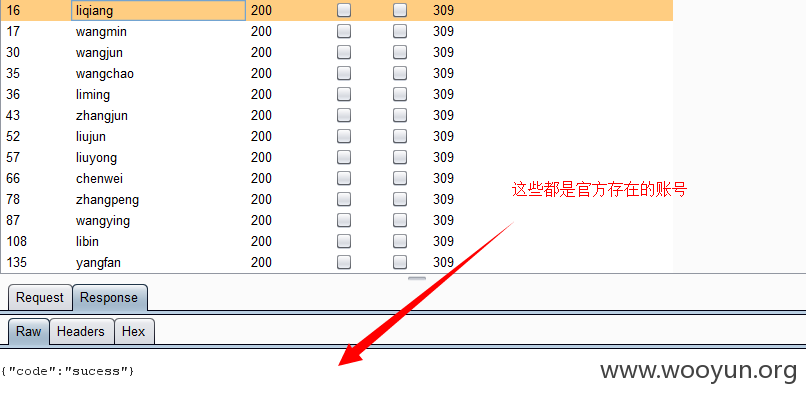 16 liqiang 200 309
17 wangmin 200 309
30 wangjun 200 309
35 wangchao 200 309
36 liming 200 309
43 zhangjun 200 309
52 liujun 200 309
57 liuyong 200 309
66 chenwei 200 309
78 zhangpeng 200 309
87 wangying 200 309
108 libin 200 309
135 yangfan 200 309
这些都是官方存在的账号
Request Response
Raw Headers Hex
{"code":"sucess"}
www.wooyun.org